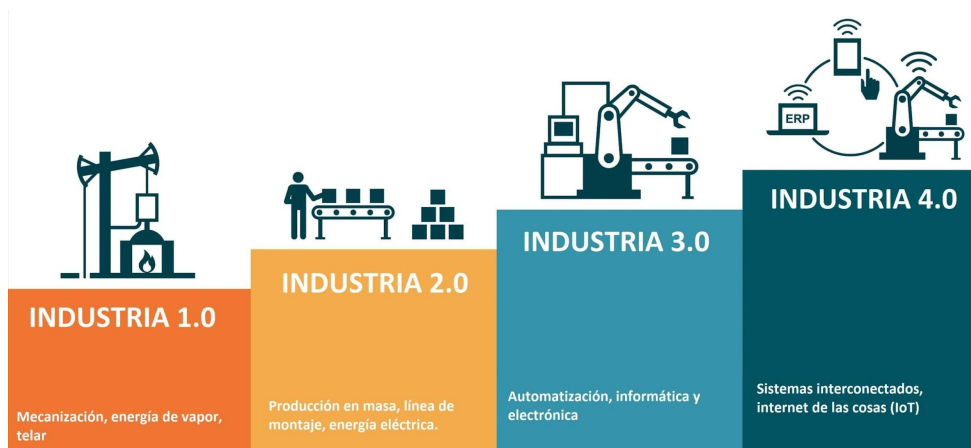 INDUSTRIA 1.0
Mecanización, energía de vapor,
telar
INDUSTRIA 2.0
Producción en masa, línea de
montaje, energía eléctrica.
INDUSTRIA 3.0
Automatización, informática y
electrónica
ERP
INDUSTRIA 4.0
Sistemas interconectados,
internet de las cosas (IoT)